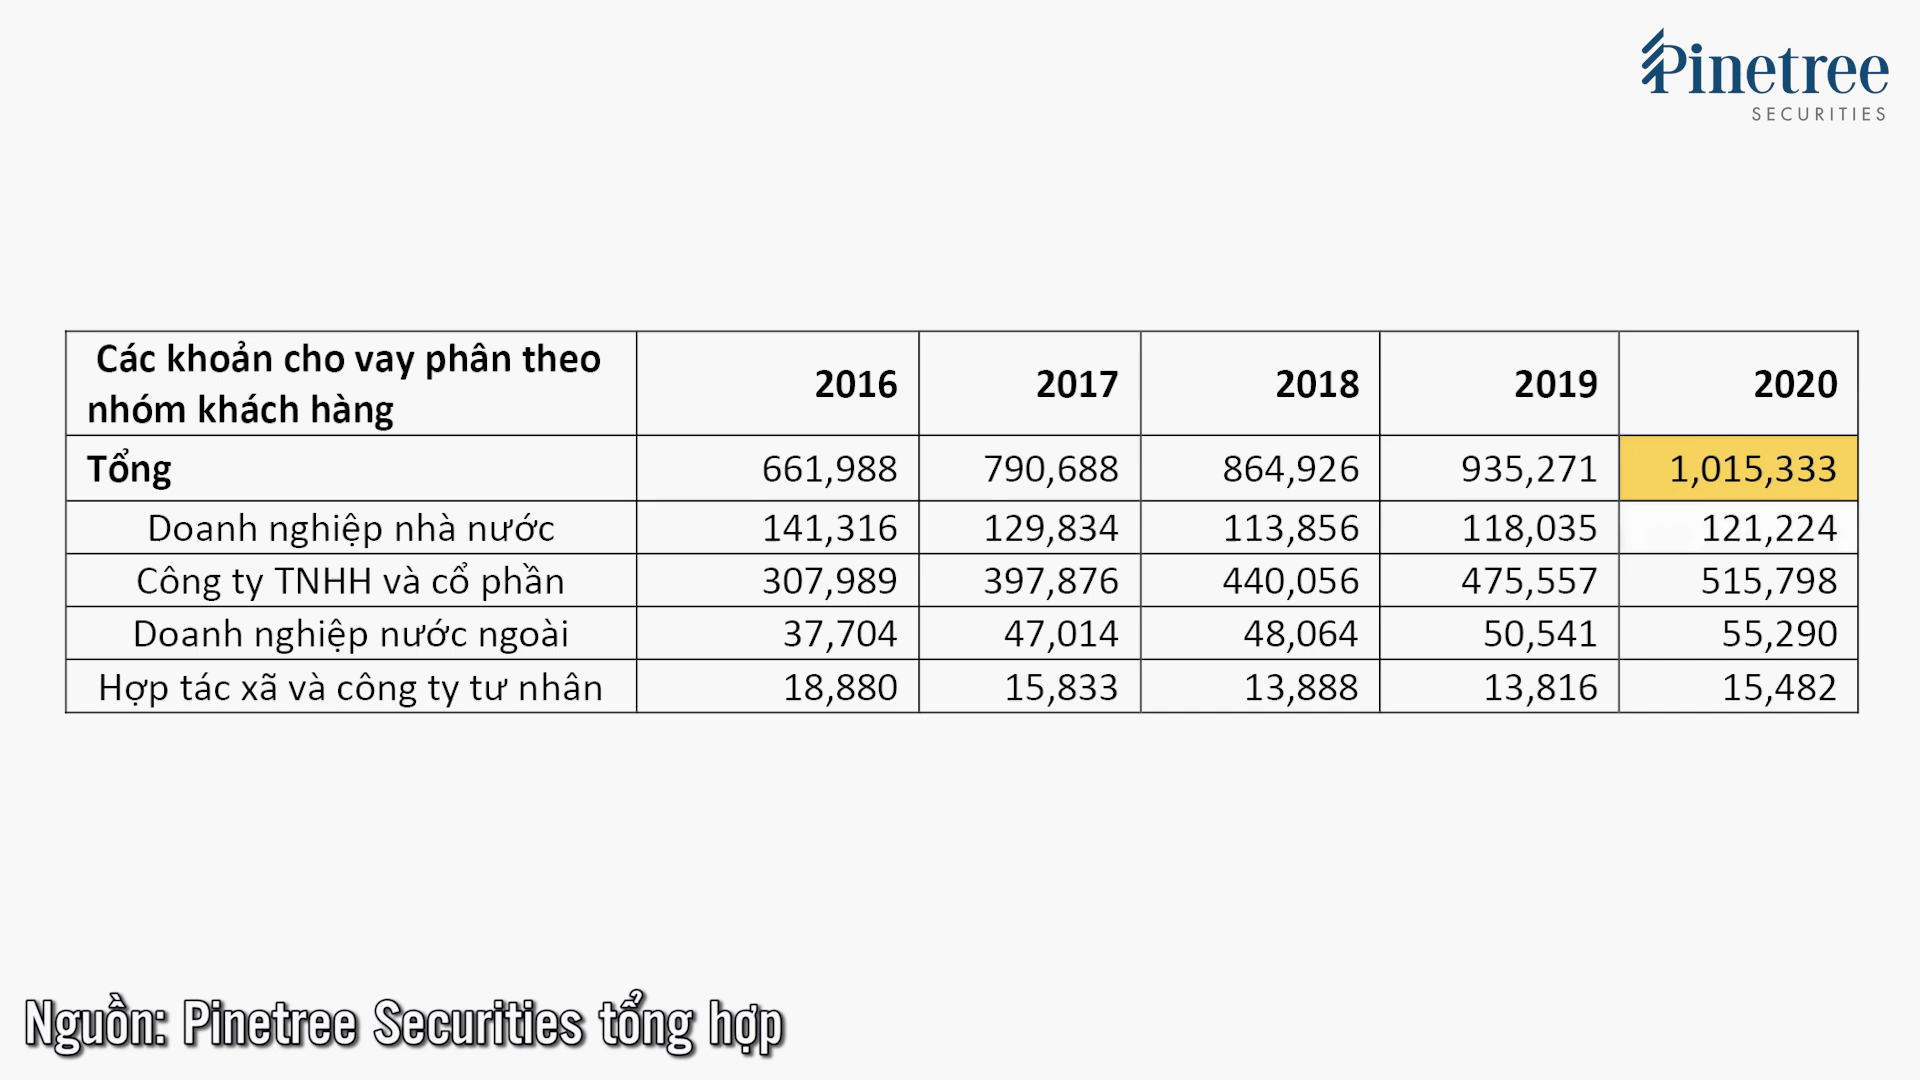 Pinetree
SECURITIES
Các khoản cho vay phân theo
nhóm khách hàng
2016 2017 2018 2019 2020
Tổng 661,988 790,688 864,926 935,271 1,015,333
Doanh nghiệp nhà nước 141,316 129,834 113,856 118,035 121,224
Công ty TNHH và cổ phần 307,989 397,876 440,056 475,557 515,798
Doanh nghiệp nước ngoài 37,704 47,014 48,064 50,541 55,290
Hợp tác xã và công ty tư nhân 18,880 15,833 13,888 13,816 15,482
Nguồn: Pinetree Securities tổng hợp